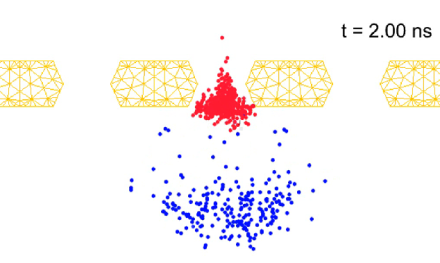 t = 2.00 ns